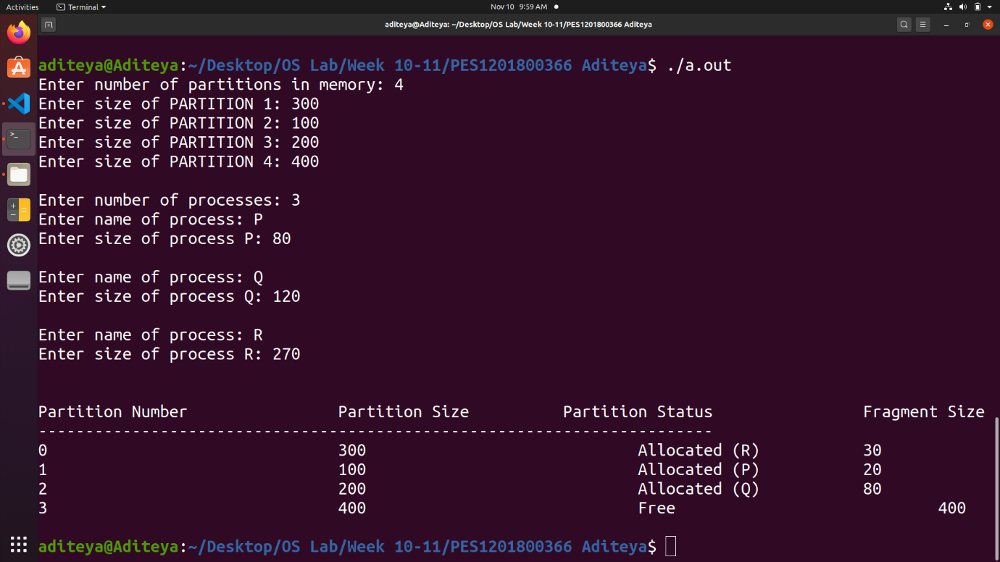 Activities Terminal Nov 10 9:59 AM
aditeya@Aditeya: ~/Desktop/OS Lab/Week 10-11/PES1201800366 Aditeya
aditeya@Aditeya:~/Desktop/OS Lab/Week 10-11/PES1201800366 Aditeya$ ./a.out
Enter number of partitions in memory: 4
Enter size of PARTITION 1: 300
Enter size of PARTITION 2: 100
Enter size of PARTITION 3: 200
Enter size of PARTITION 4: 400
Enter number of processes: 3
Enter name of process: P
Enter size of process P: 80
Enter name of process: Q
Enter size of process Q: 120
Enter name of process: R
Enter size of process R: 270
Partition Number Partition Size Partition Status Fragment Size
------------------------------------------------------------------------
0 300 Allocated (R) 30
1 100 Allocated (P) 20
2 200 Allocated (Q) 80
3 400 Free 400
aditeya@Aditeya:~/Desktop/OS Lab/Week 10-11/PES1201800366 Aditeya$